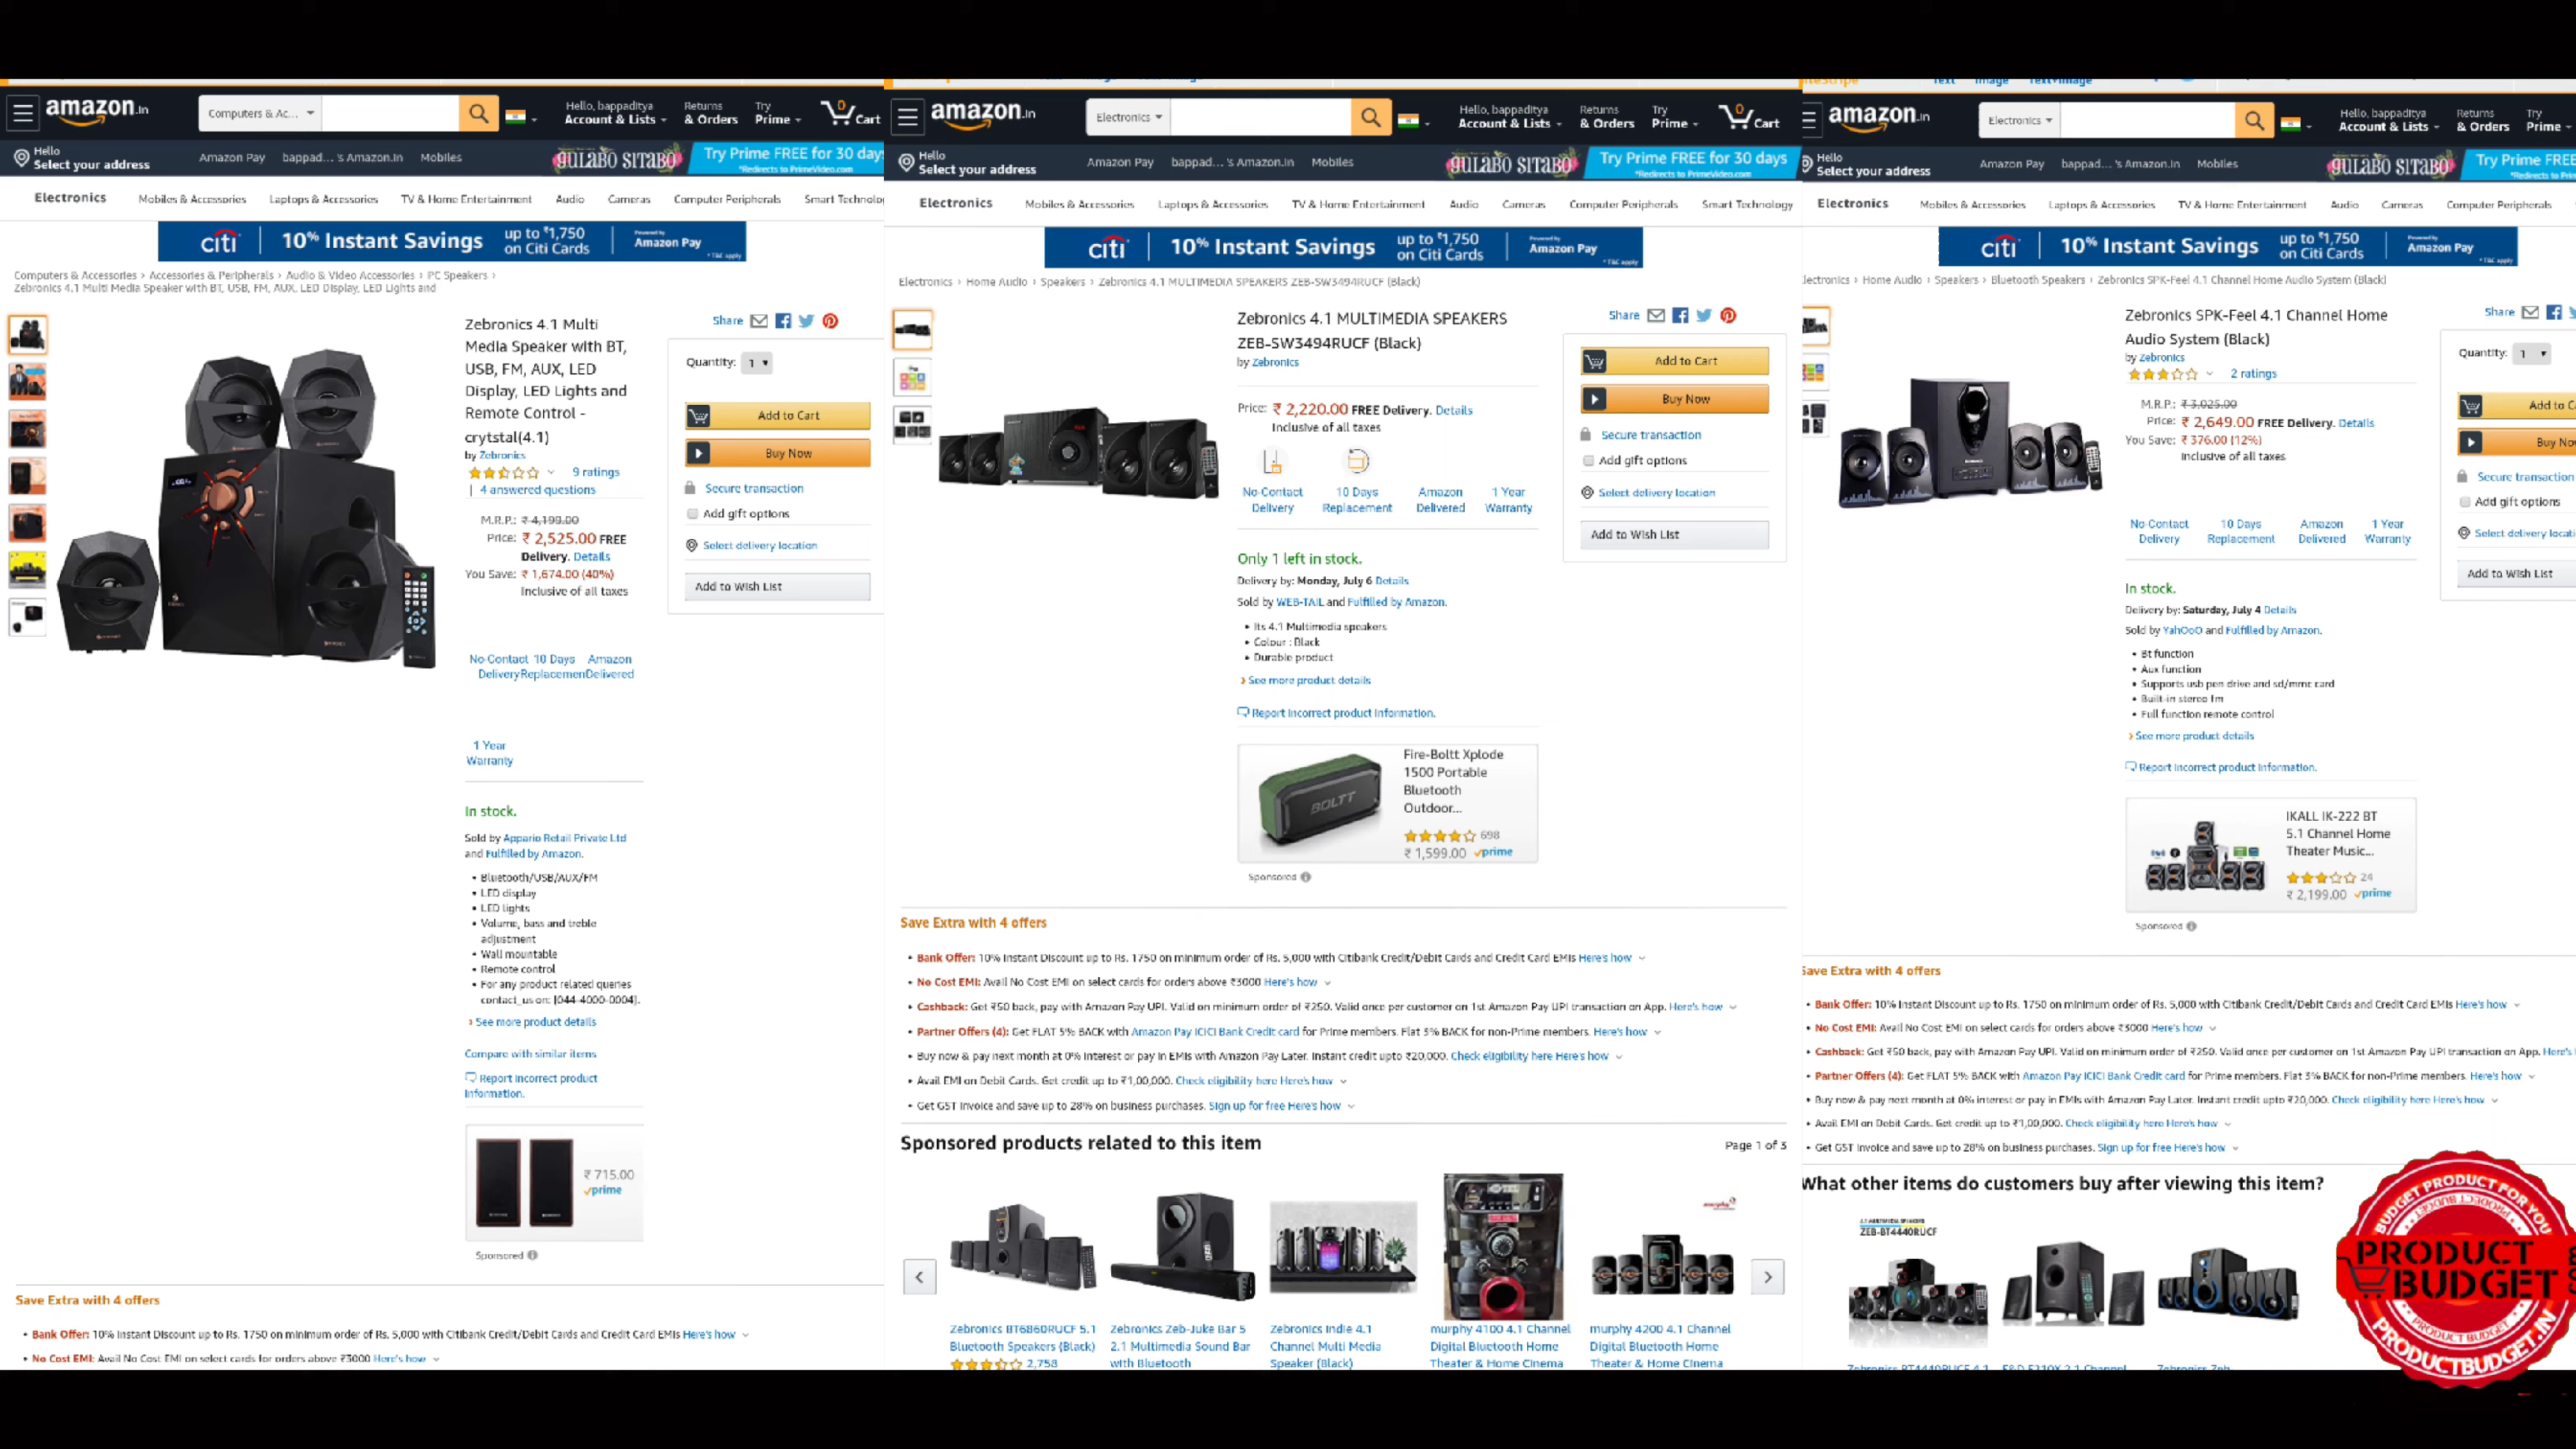 amazon.in
Computers & Ac...
Hello, bappaditya
Account & Lists
Returns
& Orders
Try
Prime
0
Cart
Hello
Select your address
Amazon Pay
bappad... 's Amazon.in
Mobiles
GULABO SITABO
Try Prime FREE for 30 day
*Redirects to PrimeVideo.com
Electronics
Mobiles & Accessories
Laptops & Accessories
TV & Home Entertainment
Audio
Cameras
Computer Peripherals
Smart Technolo
citi
10% Instant Savings
up to ₹1,750
on Citi Cards
Powered by
Amazon Pay
*T&C apply
Computers & Accessories › Accessories & Peripherals › Audio & Video Accessories › PC Speakers ›
Zebronics 4.1 Multi Media Speaker with BT, USB, FM, AUX, LED Display, LED Lights and
Zebronics 4.1 Multi
Media Speaker with BT,
USB, FM, AUX, LED
Display, LED Lights and
Remote Control -
crytstal(4.1)
by Zebronics
9 ratings
| 4 answered questions
M.R.P.: ₹ 4,199.00
Price: ₹ 2,525.00 FREE
Delivery. Details
You Save: ₹ 1,674.00 (40%)
Inclusive of all taxes
No-Contact 10 Days Amazon
Delivery Replacemen Delivered
1 Year
Warranty
In stock.
Sold by Appario Retail Private Ltd
and Fulfilled by Amazon.
• Bluetooth/USB/AUX/FM
• LED display
• LED lights
• Volume, bass and treble
adjustment
• Wall mountable
• Remote control
• For any product related queries
contact_us on: [044-4000-0004].
› See more product details
Compare with similar items
Report incorrect product
information.
₹ 715.00
prime
Sponsored
Share
Quantity: 1
Add to Cart
Buy Now
Secure transaction
Add gift options
Select delivery location
Add to Wish List
Save Extra with 4 offers
• Bank Offer: 10% Instant Discount up to Rs. 1750 on minimum order of Rs. 5,000 with Citibank Credit/Debit Cards and Credit Card EMIs Here's how
• No Cost EMI: Avail No Cost EMI on select cards for orders above ₹3000 Here's how
amazon.in
Electronics
Hello, bappaditya
Account & Lists
Returns
& Orders
Try
Prime
0
Cart
Hello
Select your address
Amazon Pay
bappad... 's Amazon.in
Mobiles
GULABO SITABO
Try Prime FREE for 30 days
*Redirects to PrimeVideo.com
Electronics
Mobiles & Accessories
Laptops & Accessories
TV & Home Entertainment
Audio
Cameras
Computer Peripherals
Smart Technology
citi
10% Instant Savings
up to ₹1,750
on Citi Cards
Powered by
Amazon Pay
*T&C apply
Electronics › Home Audio › Speakers › Zebronics 4.1 MULTIMEDIA SPEAKERS ZEB-SW3494RUCF (Black)
Zebronics 4.1 MULTIMEDIA SPEAKERS
ZEB-SW3494RUCF (Black)
by Zebronics
Price: ₹ 2,220.00 FREE Delivery. Details
Inclusive of all taxes
No-Contact
Delivery
10 Days
Replacement
Amazon
Delivered
1 Year
Warranty
Only 1 left in stock.
Delivery by: Monday, July 6 Details
Sold by WEB-TAIL and Fulfilled by Amazon.
• Its 4.1 Multimedia speakers
• Colour : Black
• Durable product
› See more product details
Report incorrect product information.
BOLTT
Fire-Boltt Xplode
1500 Portable
Bluetooth
Outdoor...
698
₹ 1,599.00 prime
Sponsored
Share
Add to Cart
Buy Now
Secure transaction
Add gift options
Select delivery location
Add to Wish List
Save Extra with 4 offers
• Bank Offer: 10% Instant Discount up to Rs. 1750 on minimum order of Rs. 5,000 with Citibank Credit/Debit Cards and Credit Card EMIs Here's how
• No Cost EMI: Avail No Cost EMI on select cards for orders above ₹3000 Here's how
• Cashback: Get ₹50 back, pay with Amazon Pay UPI. Valid on minimum order of ₹250. Valid once per customer on 1st Amazon Pay UPI transaction on App. Here's how
• Partner Offers (4): Get FLAT 5% BACK with Amazon Pay ICICI Bank Credit card for Prime members. Flat 3% BACK for non-Prime members. Here's how
• Buy now & pay next month at 0% interest or pay in EMIs with Amazon Pay Later. Instant credit upto ₹20,000. Check eligibility here Here's how
• Avail EMI on Debit Cards. Get credit up to ₹1,00,000. Check eligibility here Here's how
• Get GST invoice and save up to 28% on business purchases. Sign up for free Here's how
Sponsored products related to this item
Page 1 of 3
Zebronics BT6860RUCF 5.1
Bluetooth Speakers (Black)
2,758
Zebronics Zeb-Juke Bar 5
2.1 Multimedia Sound Bar
with Bluetooth
Zebronics Indie 4.1
Channel Multi Media
Speaker (Black)
murphy 4100 4.1 Channel
Digital Bluetooth Home
Theater & Home Cinema
murphy 4200 4.1 Channel
Digital Bluetooth Home
Theater & Home Cinema
Text
Image
Text+Image
amazon.in
Electronics
Hello, bappaditya
Account & Lists
Returns
& Orders
Try
Prime
Hello
Select your address
Amazon Pay
bappad... 's Amazon.in
Mobiles
GULABO SITABO
Try Prime FREE
Electronics
Mobiles & Accessories
Laptops & Accessories
TV & Home Entertainment
Audio
Cameras
Computer Peripherals
citi
10% Instant Savings
up to ₹1,750
on Citi Cards
Powered by
Amazon Pay
*T&C apply
lectronics › Home Audio › Speakers › Bluetooth Speakers › Zebronics SPK-Feel 4.1 Channel Home Audio System (Black)
Zebronics SPK-Feel 4.1 Channel Home
Audio System (Black)
by Zebronics
2 ratings
M.R.P.: ₹ 3,025.00
Price: ₹ 2,649.00 FREE Delivery. Details
You Save: ₹ 376.00 (12%)
Inclusive of all taxes
No-Contact
Delivery
10 Days
Replacement
Amazon
Delivered
1 Year
Warranty
In stock.
Delivery by: Saturday, July 4 Details
Sold by YahOoO and Fulfilled by Amazon.
• Bt function
• Aux function
• Supports usb pen drive and sd/mmc card
• Built-in stereo fm
• Full function remote control
› See more product details
Report incorrect product information.
IKALL IK-222 BT
5.1 Channel Home
Theater Music...
24
₹ 2,199.00 prime
Sponsored
Share
Quantity: 1
Add to C
Buy No
Secure transaction
Add gift options
Select delivery locati
Add to Wish List
Save Extra with 4 offers
• Bank Offer: 10% Instant Discount up to Rs. 1750 on minimum order of Rs. 5,000 with Citibank Credit/Debit Cards and Credit Card EMIs Here's how
• No Cost EMI: Avail No Cost EMI on select cards for orders above ₹3000 Here's how
• Cashback: Get ₹50 back, pay with Amazon Pay UPI. Valid on minimum order of ₹250. Valid once per customer on 1st Amazon Pay UPI transaction on App. Here's
• Partner Offers (4): Get FLAT 5% BACK with Amazon Pay ICICI Bank Credit card for Prime members. Flat 3% BACK for non-Prime members. Here's how
• Buy now & pay next month at 0% interest or pay in EMIs with Amazon Pay Later. Instant credit upto ₹20,000. Check eligibility here Here's how
• Avail EMI on Debit Cards. Get credit up to ₹1,00,000. Check eligibility here Here's how
• Get GST invoice and save up to 28% on business purchases. Sign up for free Here's how
What other items do customers buy after viewing this item?
4.1 MULTIMEDIA SPEAKERS
ZEB-BT4440RUCF
Zebronics BT4440RUCF 4.1
F&D F210X 2.1 Channel
Zebronics Zeb
BUDGET PRODUCT FOR YOU
PRODUCT
BUDGET
.COM
PRODUCT BUDGET
PRODUCTBUDGET.IN